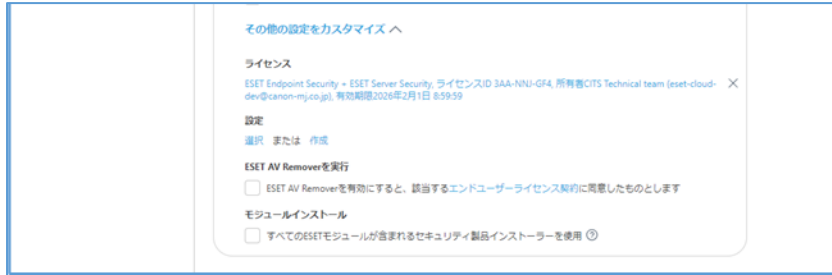 その他の設定をカスタマイズ
ライセンス
ESET Endpoint Security + ESET Server Security, ライセンスID 3AA-NNJ-GF4, 所有者CITS Technical team (eset-cloud-
dev@canon-mj.co.jp), 有効期限2026年2月1日 8:59:59
設定
選択 または 作成
ESET AV Removerを実行
ESET AV Removerを有効にすると、該当するエンドユーザーライセンス契約に同意したものとします
モジュールインストール
すべてのESETモジュールが含まれるセキュリティ製品インストーラーを使用 ?